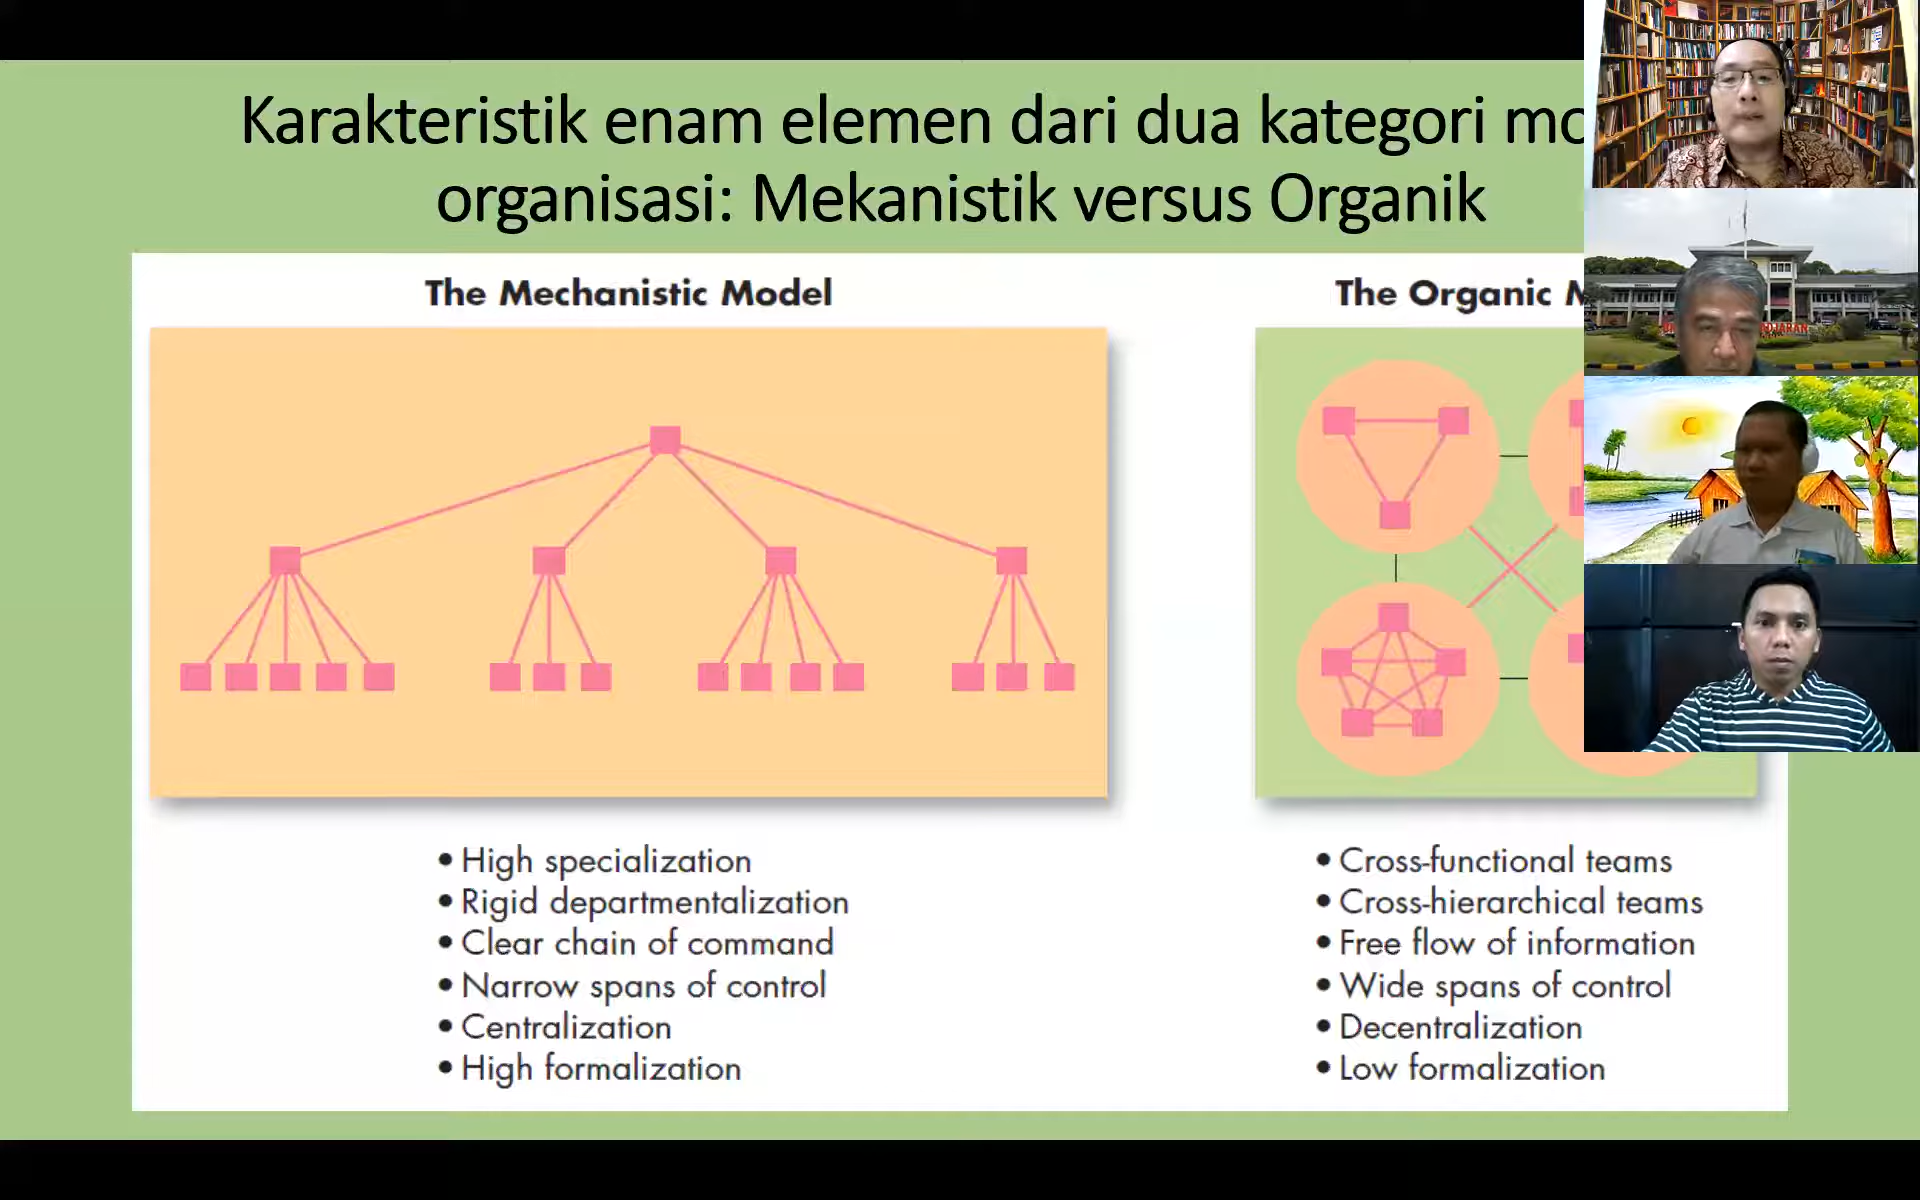 Karakteristik enam elemen dari dua kategori
organisasi: Mekanistik versus Organik
The Mechanistic Model
The Organic
• High specialization
• Rigid departmentalization
• Clear chain of command
• Narrow spans of control
• Centralization
• High formalization
• Cross-functional teams
• Cross-hierarchical teams
• Free flow of information
• Wide spans of control
• Decentralization
• Low formalization